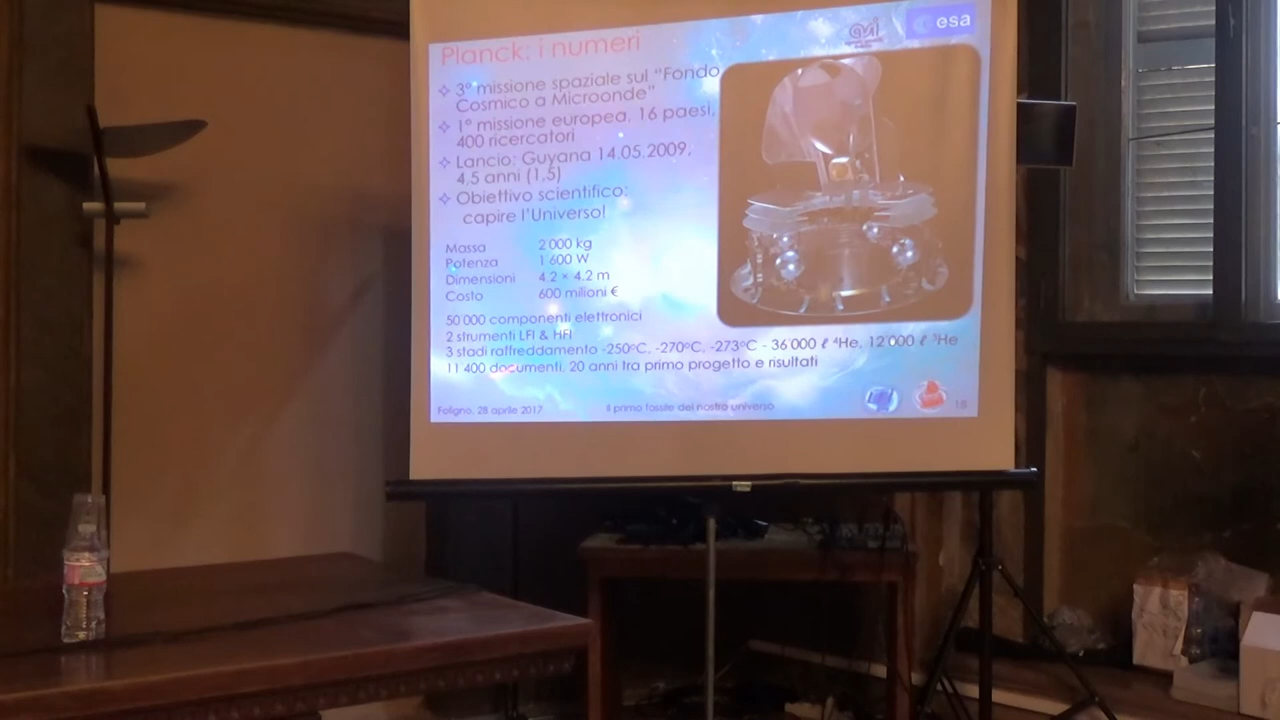 esa
Planck: i numeri
3° missione spaziale sul "Fondo
Cosmico a Microonde"
1° missione europea, 16 paesi,
400 ricercatori
Lancio: Guyana 14.05.2009,
4,5 anni (1.5)
Obiettivo scientifico:
capire l'Universo!
Massa 2'000 kg
Potenza 1'600 W
Dimensioni 4.2 × 4.2 m
Costo 600 milioni €
50'000 componenti elettronici
2 strumenti LFI & HFI
3 stadi raffreddamento -250°C, -270°C, -273°C - 36'000 ℓ ⁴He, 12'000 ℓ ³He
11'400 documenti, 20 anni tra primo progetto e risultati
Foligno, 28 aprile 2017 Il primo fossile del nostro universo 18